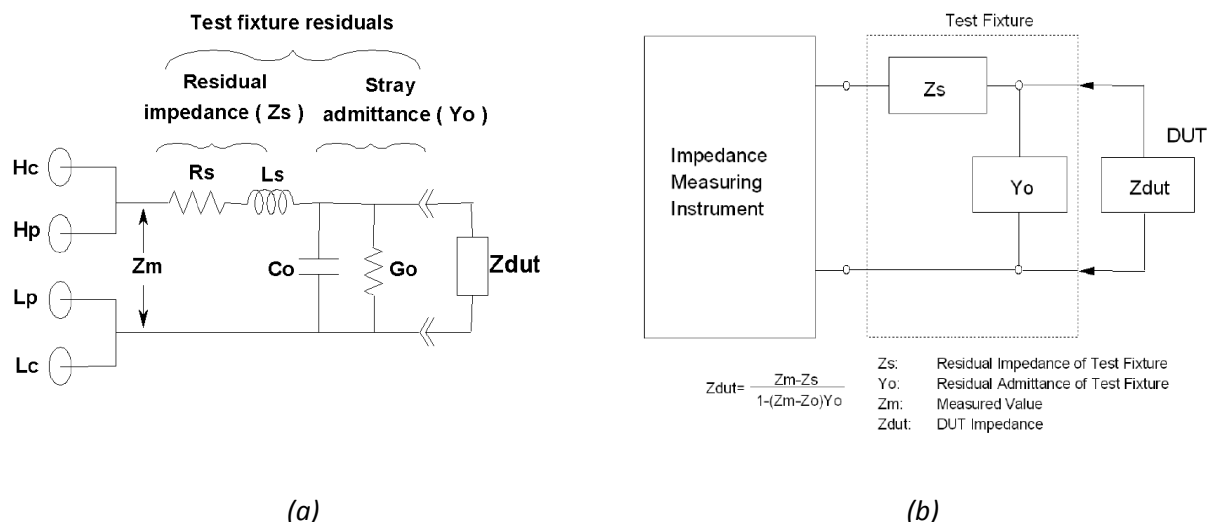 Test fixture residuals
Residual
impedance ( Zs )
Stray
admittance ( Yo )
Hc
Hp
Lp
Lc
Rs
Ls
Zm
Co
Go
Zdut
(a)
Test Fixture
Impedance
Measuring
Instrument
Zs
Yo
DUT
Zdut
Zdut= Zm-Zs
1-(Zm-Zo)Yo
Zs: Residual Impedance of Test Fixture
Yo: Residual Admittance of Test Fixture
Zm: Measured Value
Zdut: DUT Impedance
(b)